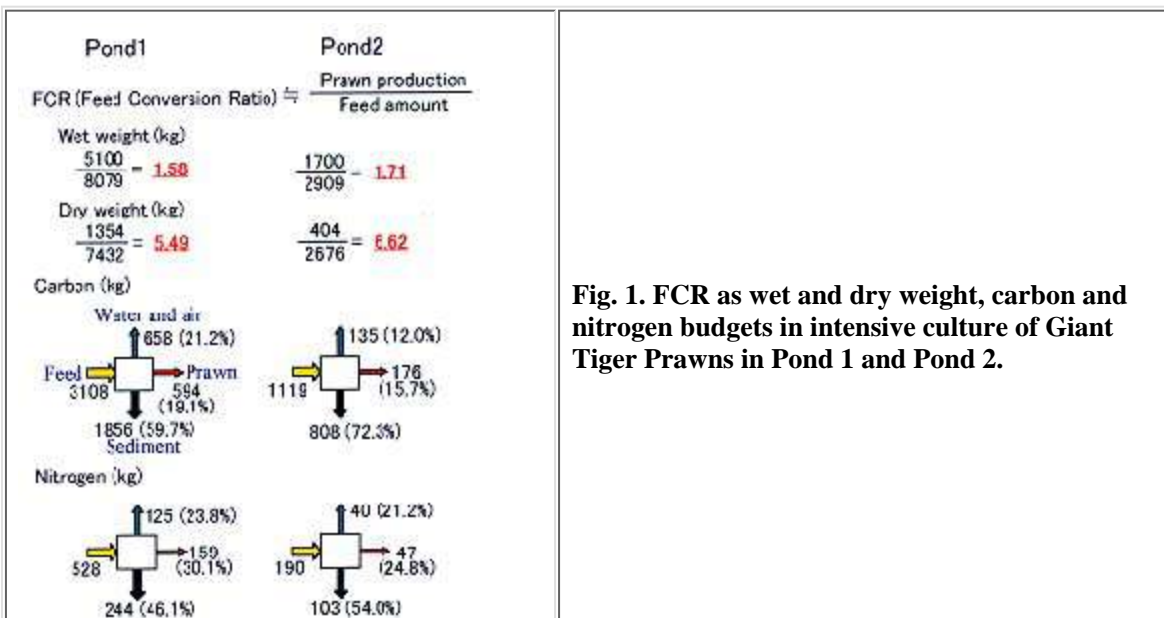 Pond1 Pond2
FCR (Feed Conversion Ratio) ≒ Prawn production
Feed amount
Wet weight (kg)
5100 1700
8079 = 1.58 2909 = 1.71
Dry weight (kg)
1354 404
7432 = 5.49 2676 = 6.62
Carbon (kg)
Water and air
658 (21.2%) 135 (12.0%)
Feed Prawn 176
3108 594 1119 (15.7%)
(19.1%)
1856 (59.7%) 808 (72.3%)
Sediment
Nitrogen (kg)
125 (23.8%) 40 (21.2%)
159 47
528 (30.1%) 190 (24.8%)
244 (46.1%) 103 (54.0%)
Fig. 1. FCR as wet and dry weight, carbon and
nitrogen budgets in intensive culture of Giant
Tiger Prawns in Pond 1 and Pond 2.